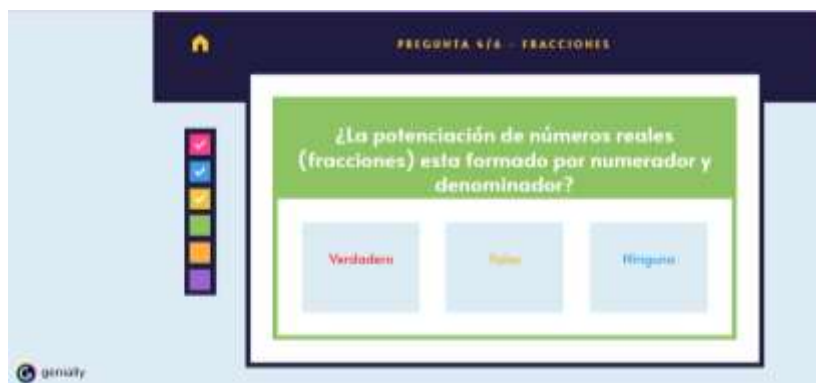 PREGUNTA 4/6 - FRACCIONES
¿La potenciación de números reales
(fracciones) esta formado por numerador y
denominador?
Verdadero
Falso
Ninguna
genially